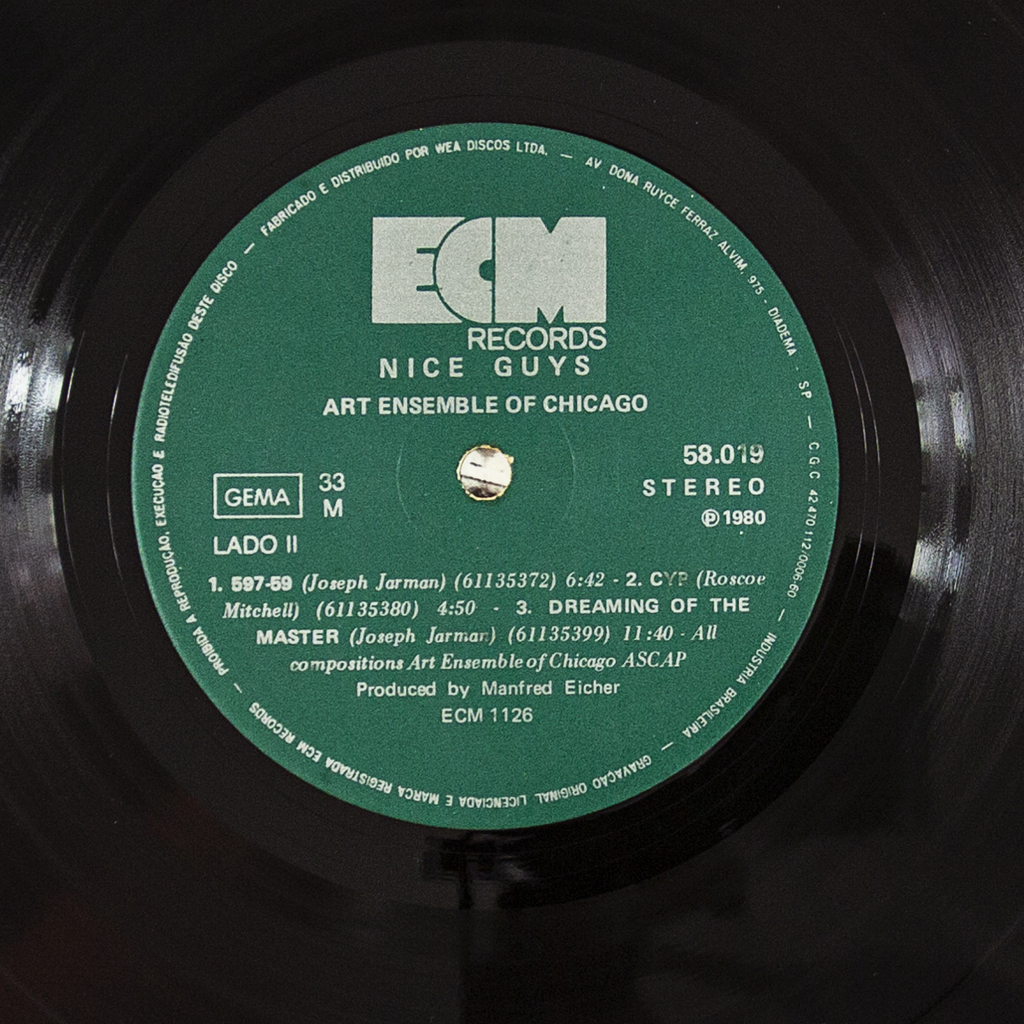 ECM
RECORDS
NICE GUYS
ART ENSEMBLE OF CHICAGO
GEMA
33
M
LADO II
58.019
STEREO
℗ 1980
1. 597-59 (Joseph Jarman) (61135372) 6:42 - 2. CYP (Roscoe
Mitchell) (61135380) 4:50 - 3. DREAMING OF THE
MASTER (Joseph Jarman) (61135399) 11:40 - All
compositions Art Ensemble of Chicago ASCAP
Produced by Manfred Eicher
ECM 1126
PROIBIDA A REPRODUÇÃO, EXECUÇAO E RADIOTELEDIFUSÃO DESTE DISCO — FABRICADO E DISTRIBUIDO POR WEA DISCOS LTDA. — AV DONA RUYCE FERRAZ ALVIM, 975 - DIADEMA - SP — C G C 42 470 112/0006-60 — INDUSTRIA BRASILEIRA — GRAVAÇAO ORIGINAL LICENCIADA E MARCA REGISTRADA ECM RECORDS —